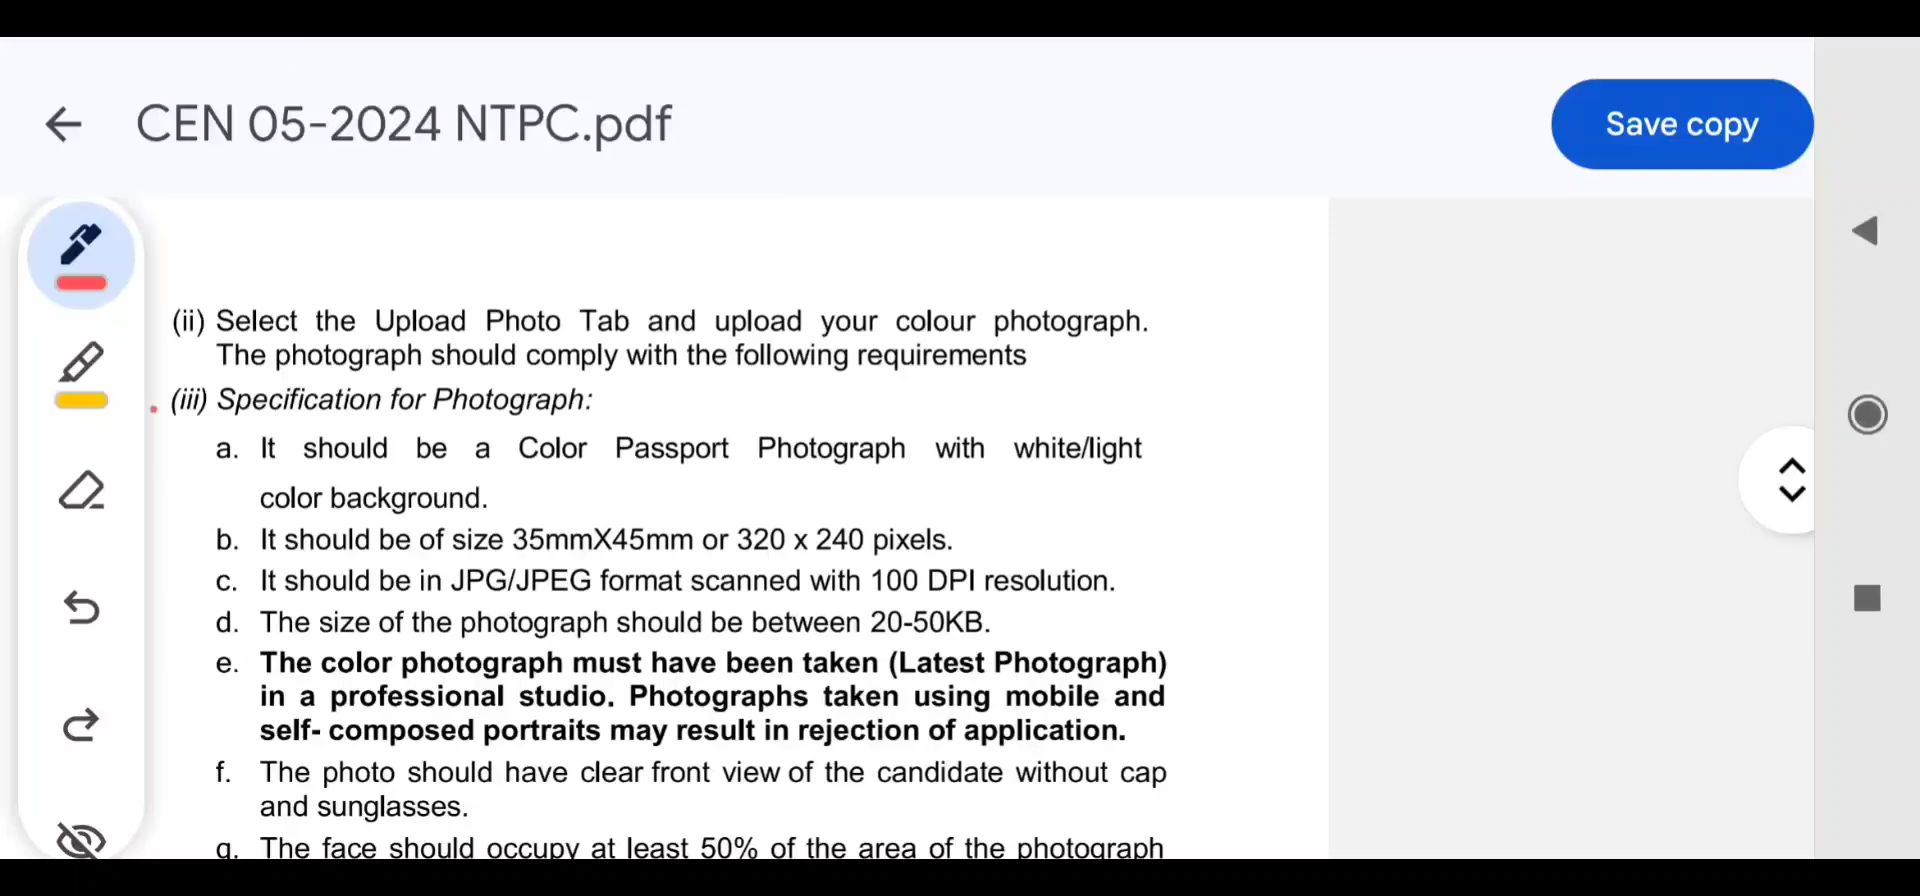 CEN 05-2024 NTPC.pdf
Save copy
(ii) Select the Upload Photo Tab and upload your colour photograph.
The photograph should comply with the following requirements
(iii) Specification for Photograph:
a. It should be a Color Passport Photograph with white/light
color background.
b. It should be of size 35mmX45mm or 320 x 240 pixels.
c. It should be in JPG/JPEG format scanned with 100 DPI resolution.
d. The size of the photograph should be between 20-50KB.
e. The color photograph must have been taken (Latest Photograph)
in a professional studio. Photographs taken using mobile and
self- composed portraits may result in rejection of application.
f. The photo should have clear front view of the candidate without cap
and sunglasses.
g. The face should occupy at least 50% of the area of the photograph